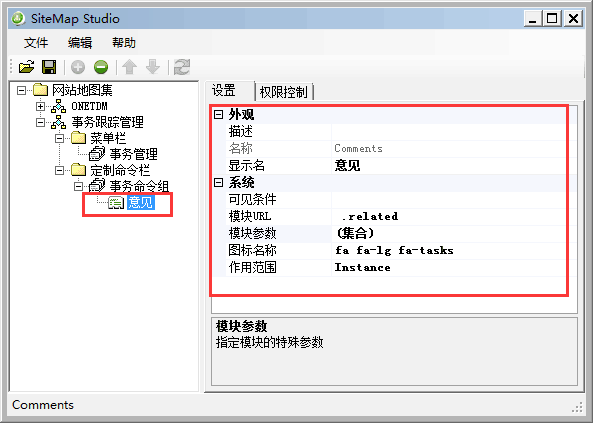 SiteMap Studio
文件 编辑 帮助
网站地图集
ONETDM
事务跟踪管理
菜单栏
事务管理
定制命令栏
事务命令组
意见
设置 权限控制
外观
描述
名称 Comments
显示名 意见
系统
可见条件
模块URL .related
模块参数 (集合)
图标名称 fa fa-lg fa-tasks
作用范围 Instance
模块参数
指定模块的特殊参数
Comments